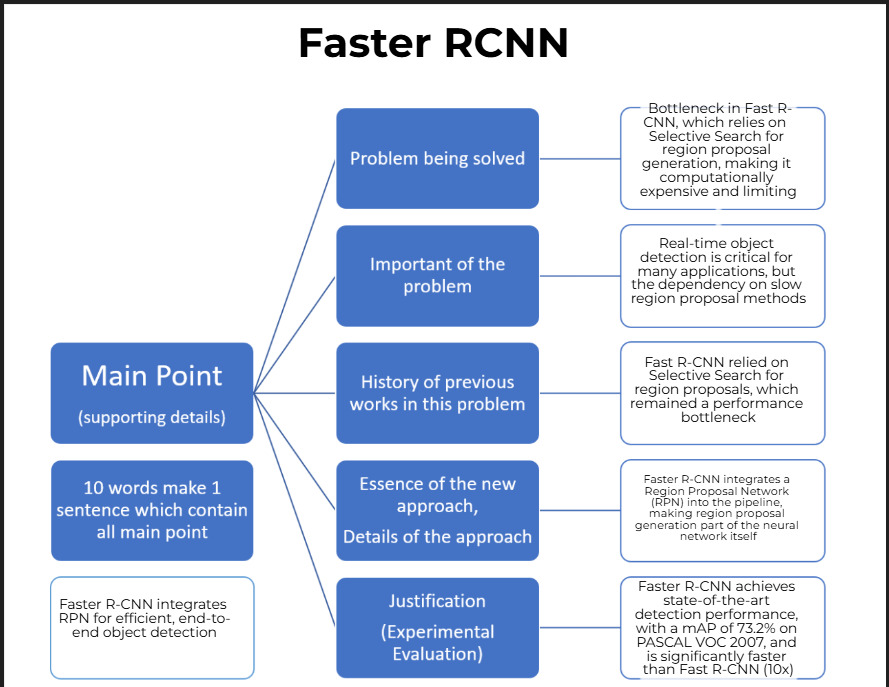 Faster RCNN
Problem being solved
Bottleneck in Fast R-
CNN, which relies on
Selective Search for
region proposal
generation, making it
computationally
expensive and limiting
Important of the
problem
Real-time object
detection is critical for
many applications, but
the dependency on slow
region proposal methods
Main Point
(supporting details)
History of previous
works in this problem
Fast R-CNN relied on
Selective Search for
region proposals, which
remained a performance
bottleneck
10 words make 1
sentence which contain
all main point
Essence of the new
approach,
Details of the approach
Faster R-CNN integrates a
Region Proposal Network
(RPN) into the pipeline,
making region proposal
generation part of the neural
network itself
Faster R-CNN integrates
RPN for efficient, end-to-
end object detection
Justification
(Experimental
Evaluation)
Faster R-CNN achieves
state-of-the-art
detection performance,
with a mAP of 73.2% on
PASCAL VOC 2007, and
is significantly faster
than Fast R-CNN (10x)